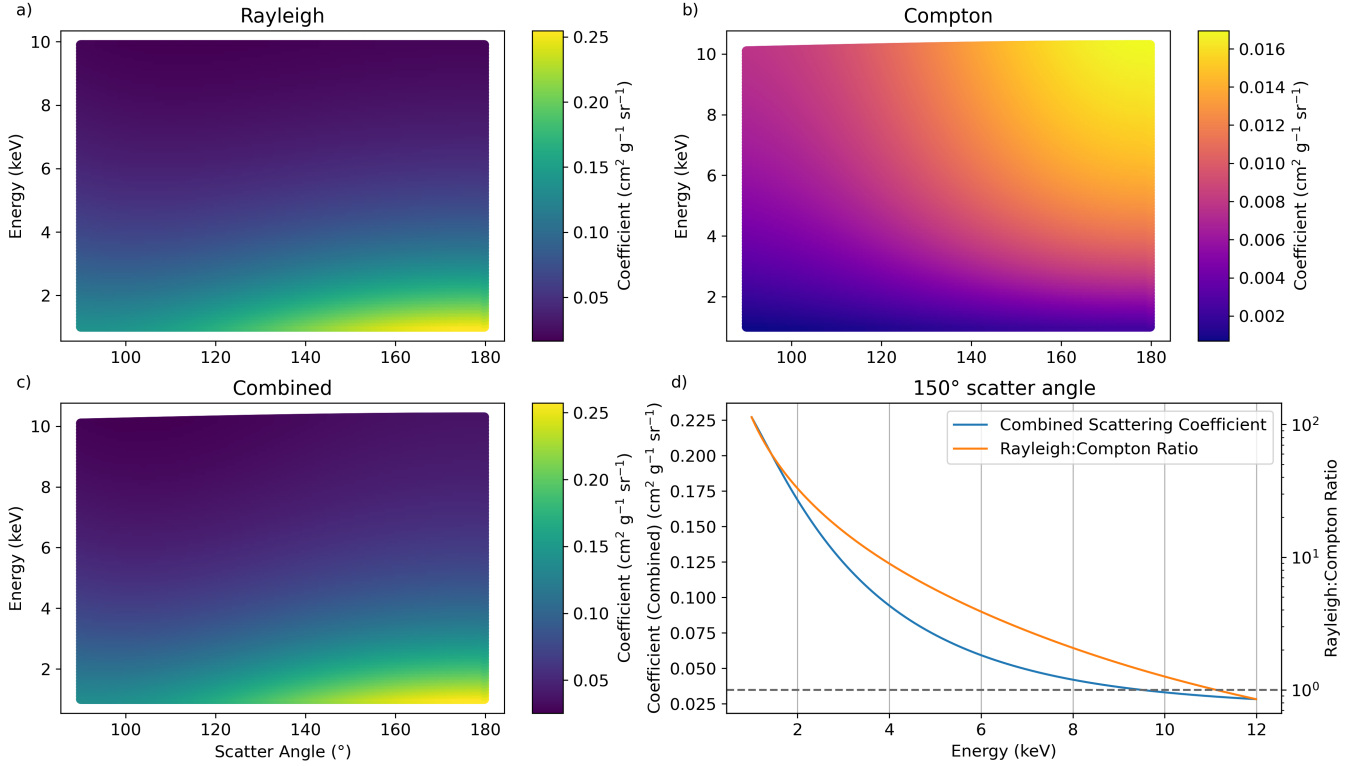 a)
Rayleigh
10
8
6
4
2
Energy (keV)
100 120 140 160 180
0.25
0.20
0.15
0.10
0.05
Coefficient (cm² g⁻¹ sr⁻¹)
b)
Compton
10
8
6
4
2
Energy (keV)
100 120 140 160 180
0.016
0.014
0.012
0.010
0.008
0.006
0.004
0.002
Coefficient (cm² g⁻¹ sr⁻¹)
c)
Combined
10
8
6
4
2
Energy (keV)
100 120 140 160 180
Scatter Angle (°)
0.25
0.20
0.15
0.10
0.05
Coefficient (cm² g⁻¹ sr⁻¹)
d)
150° scatter angle
Combined Scattering Coefficient
Rayleigh:Compton Ratio
0.225
0.200
0.175
0.150
0.125
0.100
0.075
0.050
0.025
Coefficient (Combined) (cm² g⁻¹ sr⁻¹)
2 4 6 8 10 12
Energy (keV)
10²
10¹
10⁰
Rayleigh:Compton Ratio